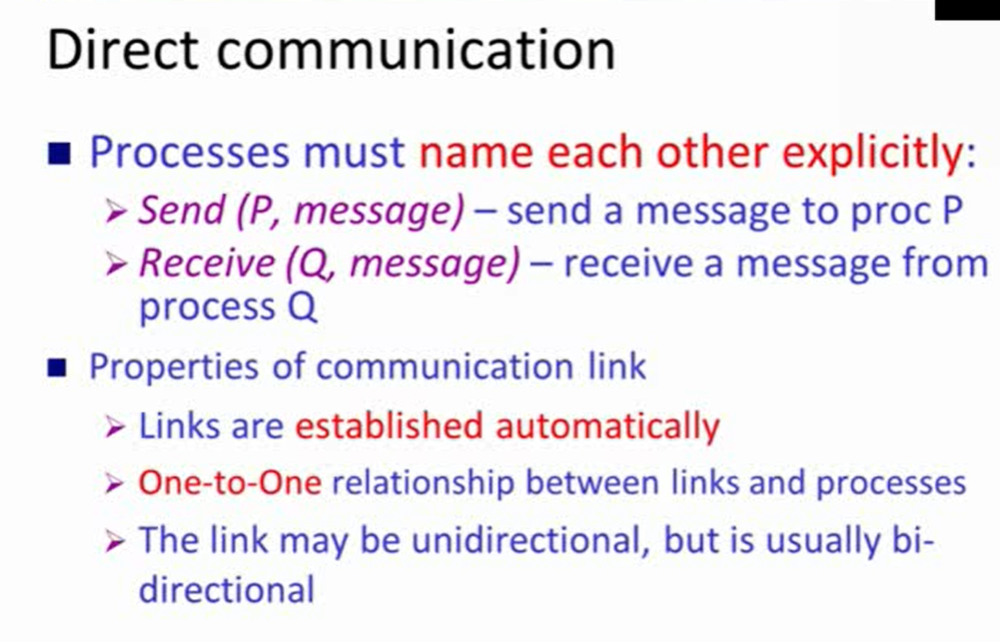 Direct communication
■ Processes must name each other explicitly:
➢ Send (P, message) – send a message to proc P
➢ Receive (Q, message) – receive a message from
process Q
■ Properties of communication link
➢ Links are established automatically
➢ One-to-One relationship between links and processes
➢ The link may be unidirectional, but is usually bi-
directional